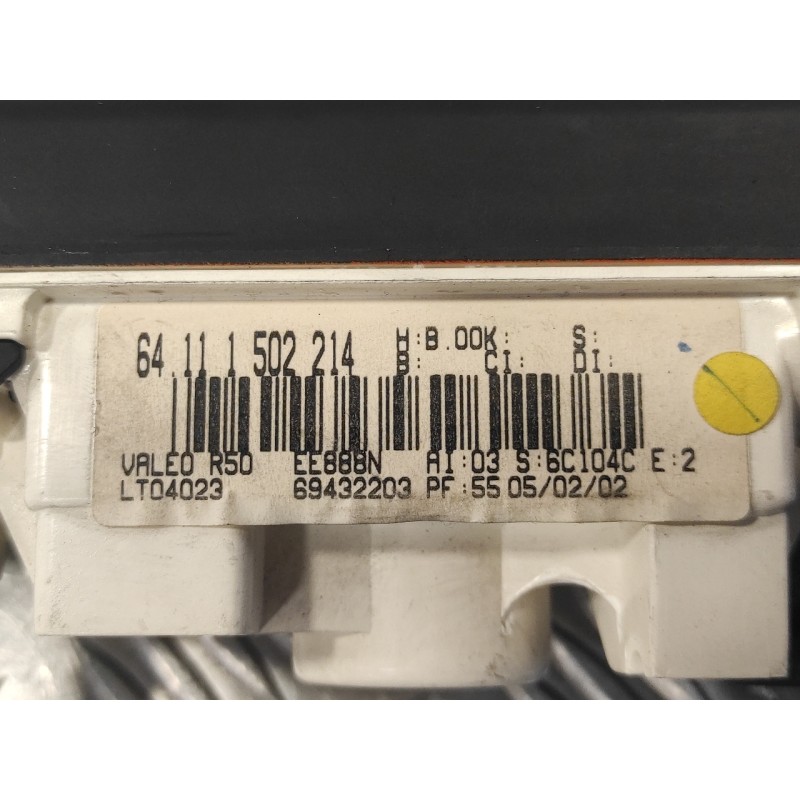 64.11 1 502 214 H:B.00K: S:
B: CI: DI:
VALEO R50 EE888N AI:03 S:6C104C E:2
LT04023 69432203 PF:55 05/02/02